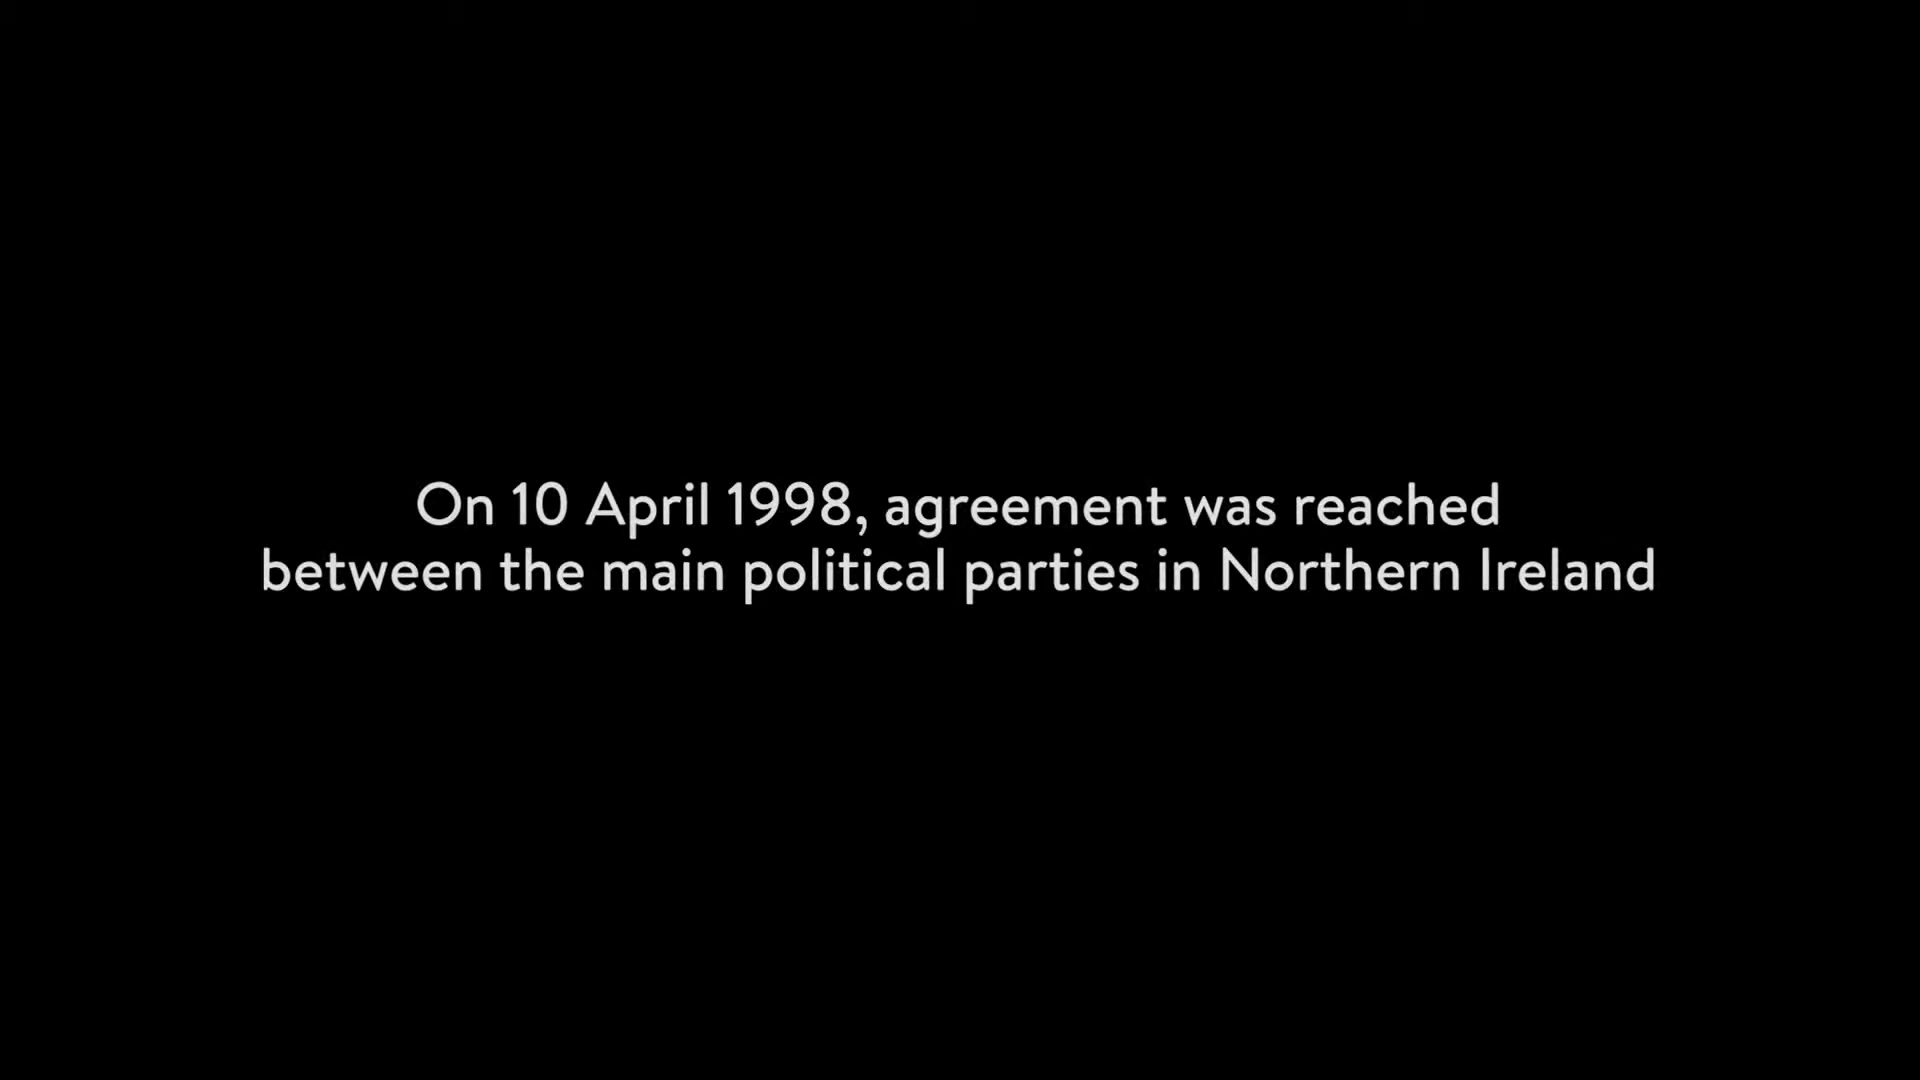 On 10 April 1998, agreement was reached
between the main political parties in Northern Ireland